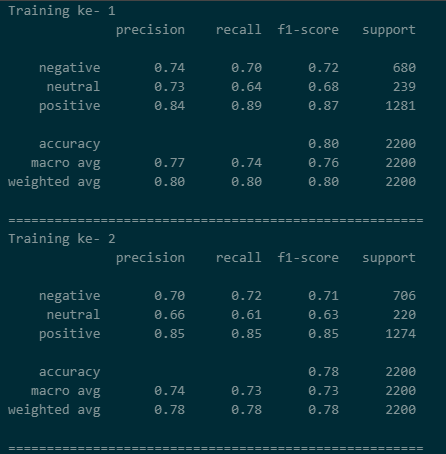 Training ke- 1
precision recall f1-score support
negative 0.74 0.70 0.72 680
neutral 0.73 0.64 0.68 239
positive 0.84 0.89 0.87 1281
accuracy 0.80 2200
macro avg 0.77 0.74 0.76 2200
weighted avg 0.80 0.80 0.80 2200
======================================================
Training ke- 2
precision recall f1-score support
negative 0.70 0.72 0.71 706
neutral 0.66 0.61 0.63 220
positive 0.85 0.85 0.85 1274
accuracy 0.78 2200
macro avg 0.74 0.73 0.73 2200
weighted avg 0.78 0.78 0.78 2200
======================================================